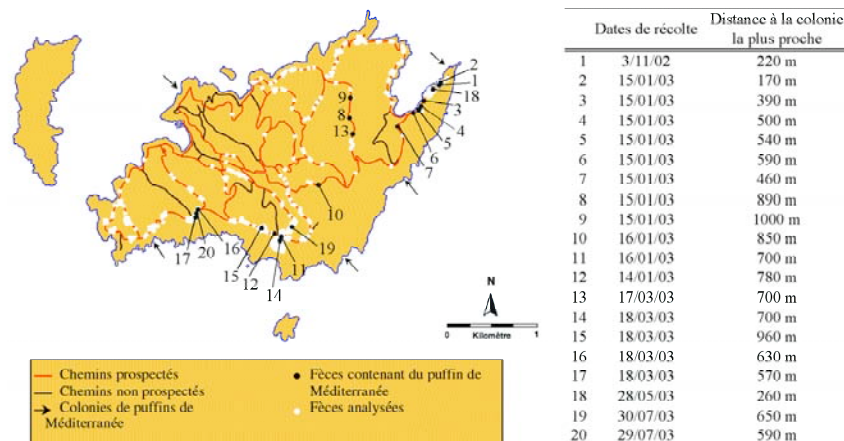 2
1
18
3
4
5
6
7
9
8
13
10
16
20
17
15
12
14
11
19
N
0 Kilomètre 1
Chemins prospectés
Chemins non prospectés
Colonies de puffins de
Méditerranée
Fèces contenant du puffin de
Méditerranée
Fèces analysées
Dates de récolte Distance à la colonie
la plus proche
1 3/11/02 220 m
2 15/01/03 170 m
3 15/01/03 390 m
4 15/01/03 500 m
5 15/01/03 540 m
6 15/01/03 590 m
7 15/01/03 460 m
8 15/01/03 890 m
9 15/01/03 1000 m
10 16/01/03 850 m
11 16/01/03 700 m
12 14/01/03 780 m
13 17/03/03 700 m
14 18/03/03 700 m
15 18/03/03 960 m
16 18/03/03 630 m
17 18/03/03 570 m
18 28/05/03 260 m
19 30/07/03 650 m
20 29/07/03 590 m